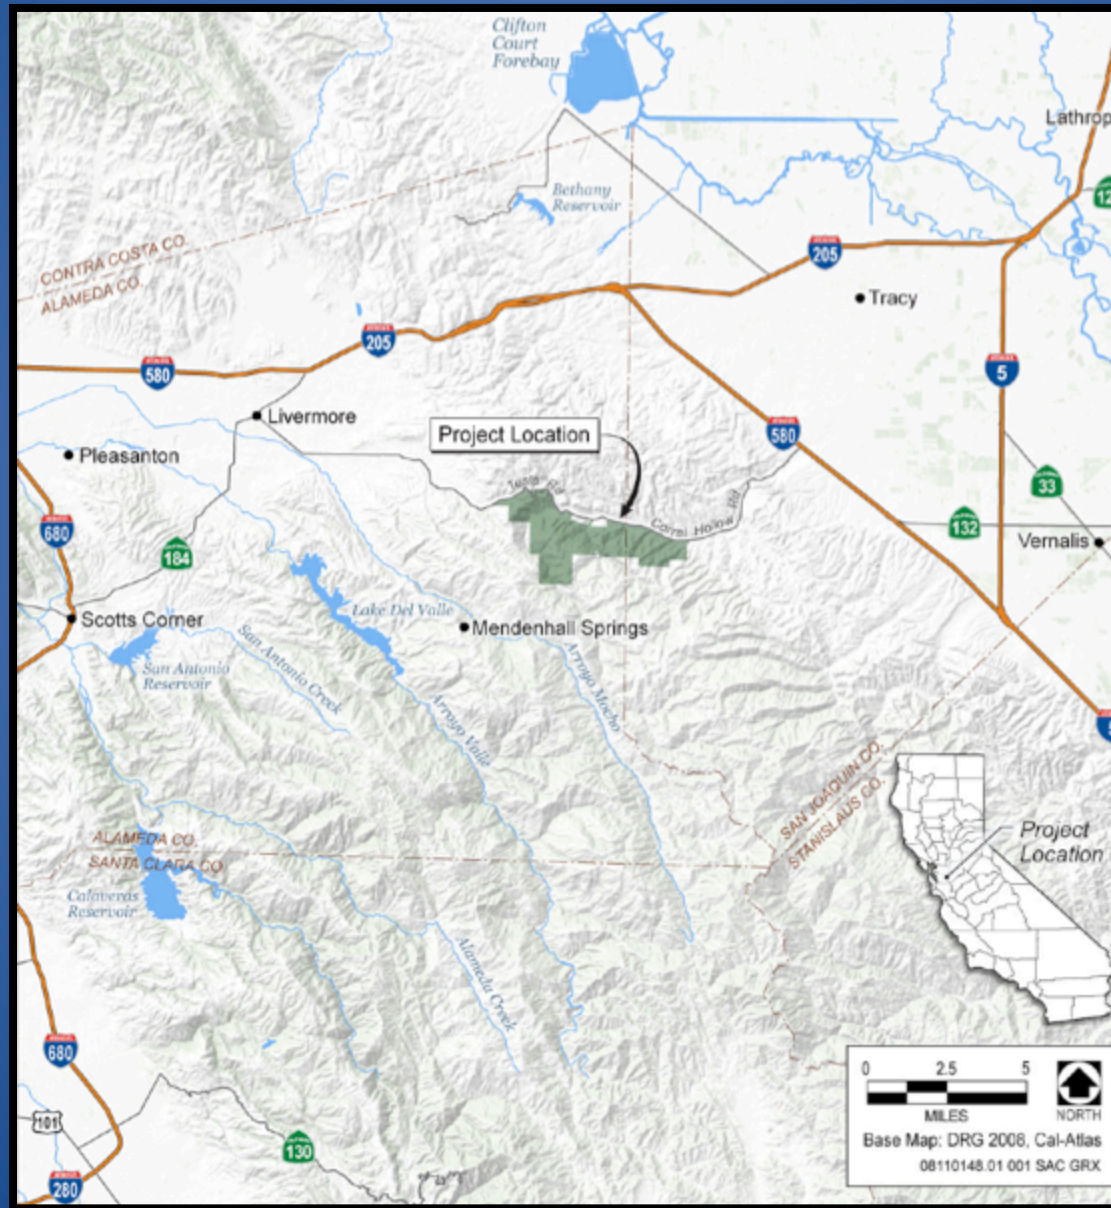 Clifton
Court
Forebay
Lathrop
Bethany
Reservoir
CONTRA COSTA CO.
ALAMEDA CO.
205
Tracy
205
580
5
Livermore
Project Location
580
Pleasanton
Tesla Rd
Corral Hollow Rd
33
132
680
184
Vernalis
Lake Del Valle
Scotts Corner
Mendenhall Springs
San Antonio
Reservoir
San Antonio Creek
Arroyo Mocho
Arroyo Valle
SAN JOAQUIN CO.
STANISLAUS CO.
ALAMEDA CO.
SANTA CLARA CO.
Project
Location
Calaveras
Reservoir
Alameda Creek
680
0 2.5 5
MILES
NORTH
101
130
Base Map: DRG 2008, Cal-Atlas
08110148.01 001 SAC GRX
280